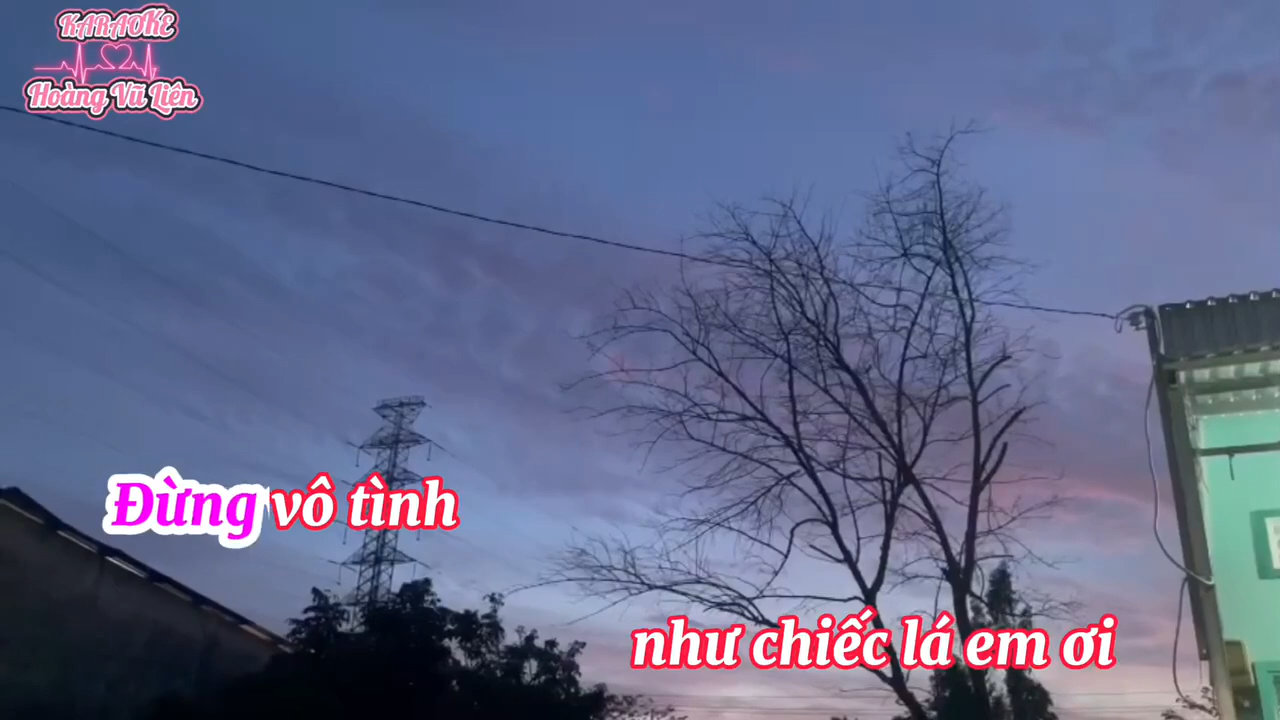 KARAOKE
Hoàng Vũ Liên
Đừng vô tình
như chiếc lá em ơi